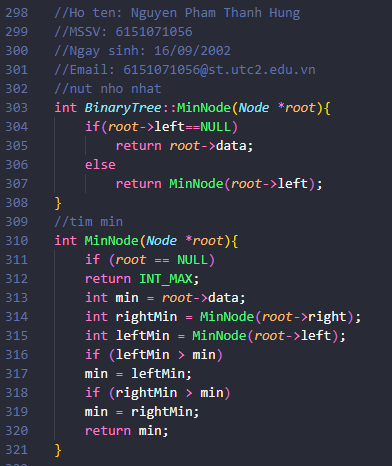 298 //Ho ten: Nguyen Pham Thanh Hung
299 //MSSV: 6151071056
300 //Ngay sinh: 16/09/2002
301 //Email: 6151071056@st.utc2.edu.vn
302 //nut nho nhat
303 int BinaryTree::MinNode(Node *root){
304     if(root->left==NULL)
305         return root->data;
306     else
307         return MinNode(root->left);
308 }
309 //tim min
310 int MinNode(Node *root){
311     if (root == NULL)
312     return INT_MAX;
313     int min = root->data;
314     int rightMin = MinNode(root->right);
315     int leftMin = MinNode(root->left);
316     if (leftMin > min)
317     min = leftMin;
318     if (rightMin > min)
319     min = rightMin;
320     return min;
321 }